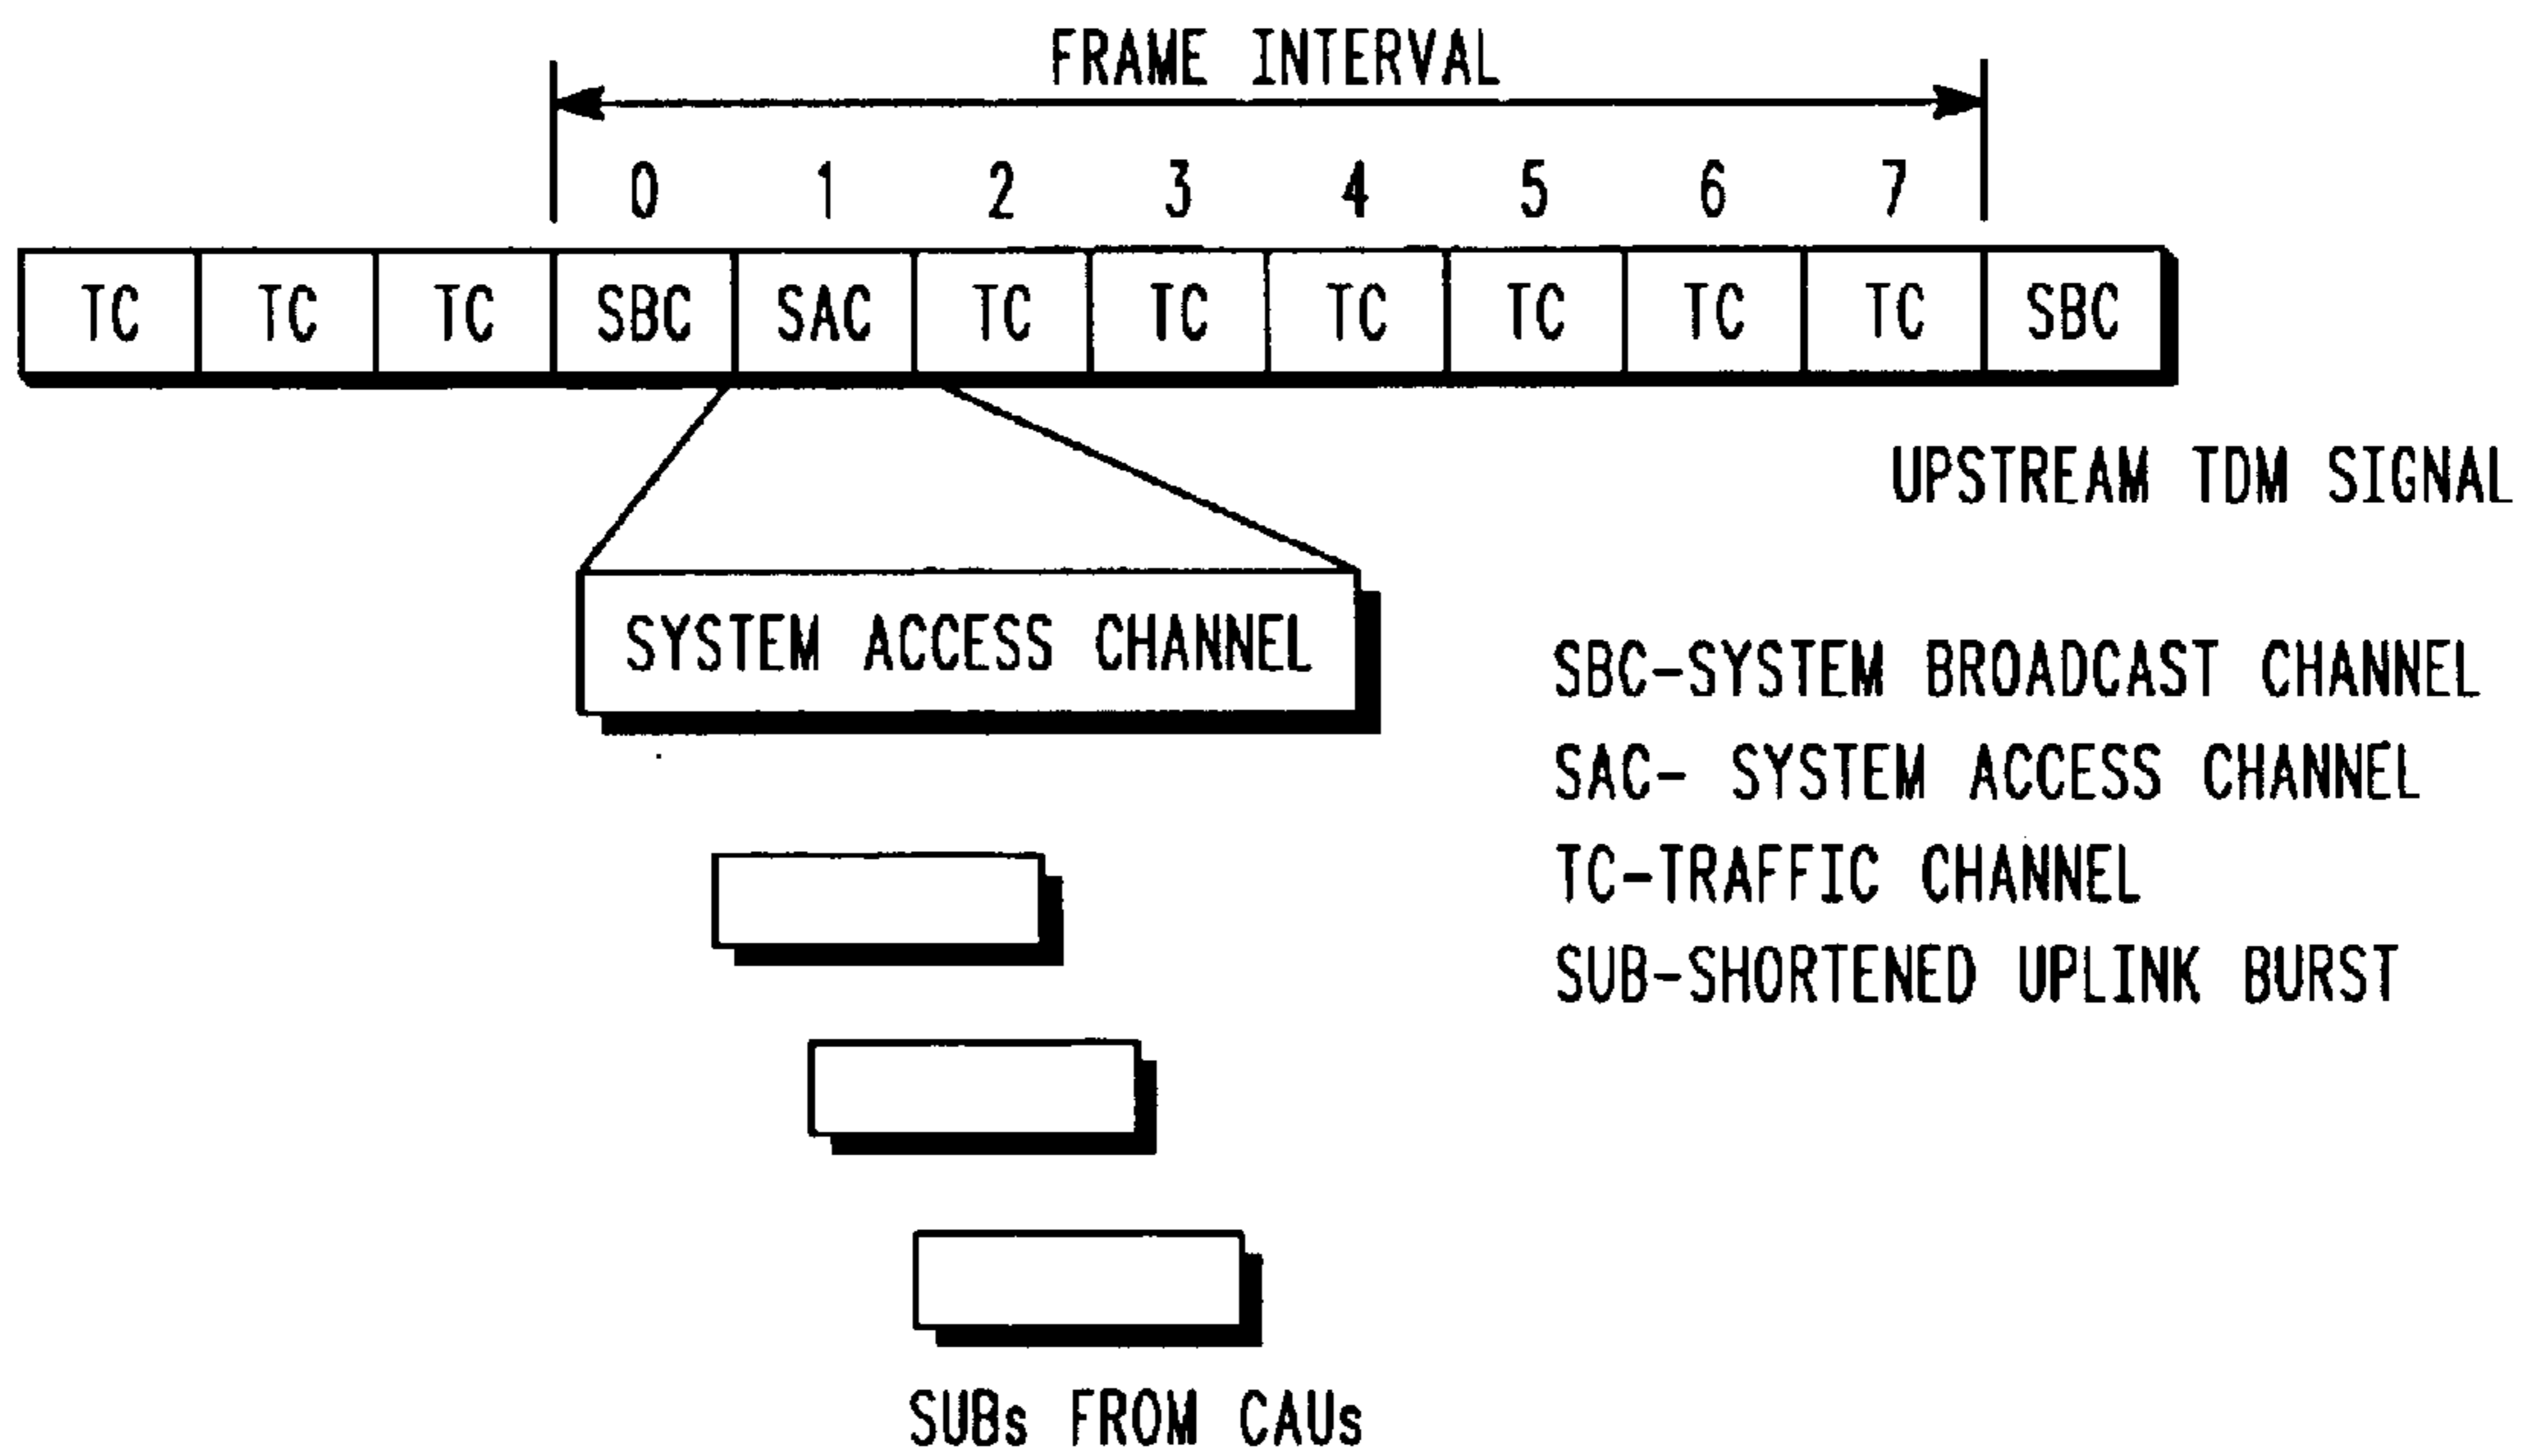 FRAME INTERVAL
0 1 2 3 4 5 6 7
TC TC TC SBC SAC TC TC TC TC TC TC SBC
UPSTREAM TDM SIGNAL
SYSTEM ACCESS CHANNEL
SBC-SYSTEM BROADCAST CHANNEL
SAC- SYSTEM ACCESS CHANNEL
TC-TRAFFIC CHANNEL
SUB-SHORTENED UPLINK BURST
SUBs FROM CAUs